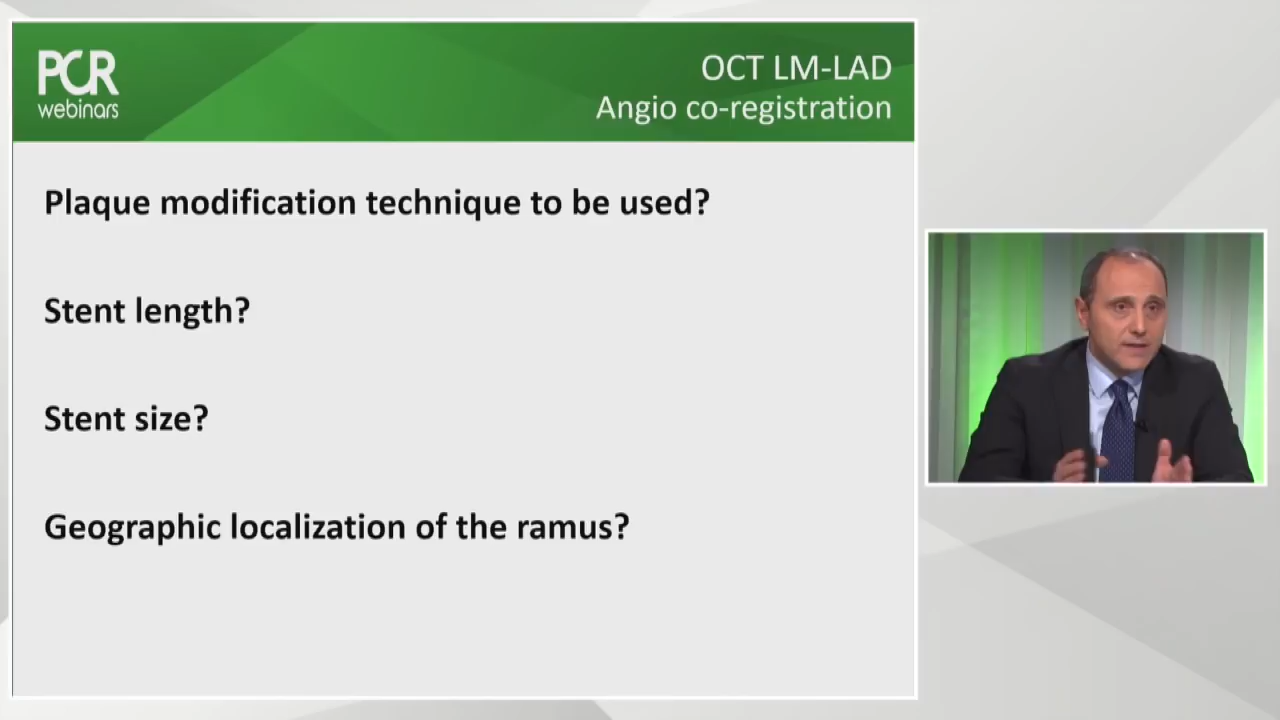 PCR
webinars
OCT LM-LAD
Angio co-registration
Plaque modification technique to be used?
Stent length?
Stent size?
Geographic localization of the ramus?